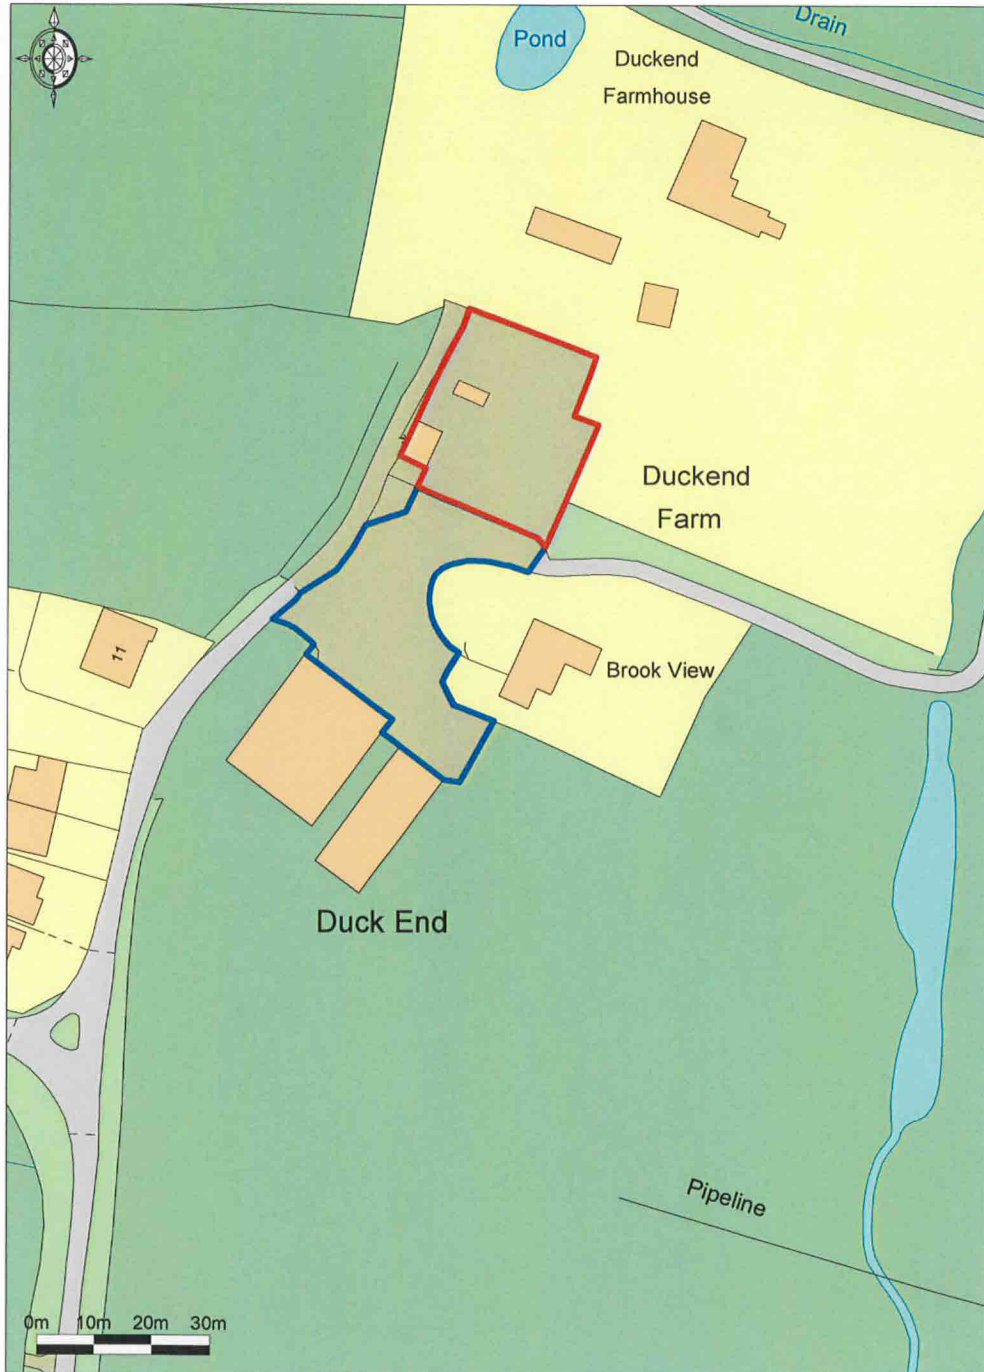 Drain
Pond
Duckend
Farmhouse
Duckend
Farm
11
Brook View
Duck End
Pipeline
0m 10m 20m 30m